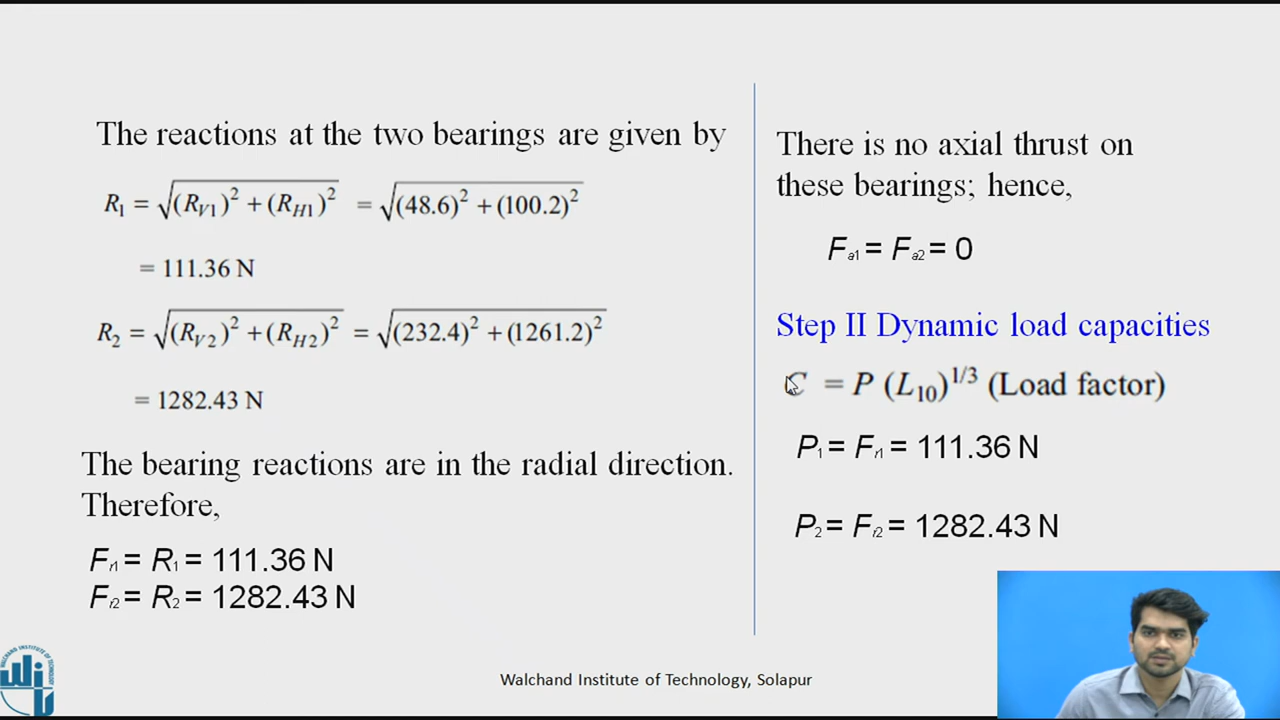 The reactions at the two bearings are given by
R₁ = √((R_V1)² + (R_H1)²) = √((48.6)² + (100.2)²)
= 111.36 N
R₂ = √((R_V2)² + (R_H2)²) = √((232.4)² + (1261.2)²)
= 1282.43 N
The bearing reactions are in the radial direction.
Therefore,
F_r1 = R₁ = 111.36 N
F_r2 = R₂ = 1282.43 N
There is no axial thrust on
these bearings; hence,
F_a1 = F_a2 = 0
Step II Dynamic load capacities
C = P (L₁₀)^1/3 (Load factor)
P₁ = F_r1 = 111.36 N
P₂ = F_r2 = 1282.43 N
WALCHAND INSTITUTE OF TECHNOLOGY
Walchand Institute of Technology, Solapur